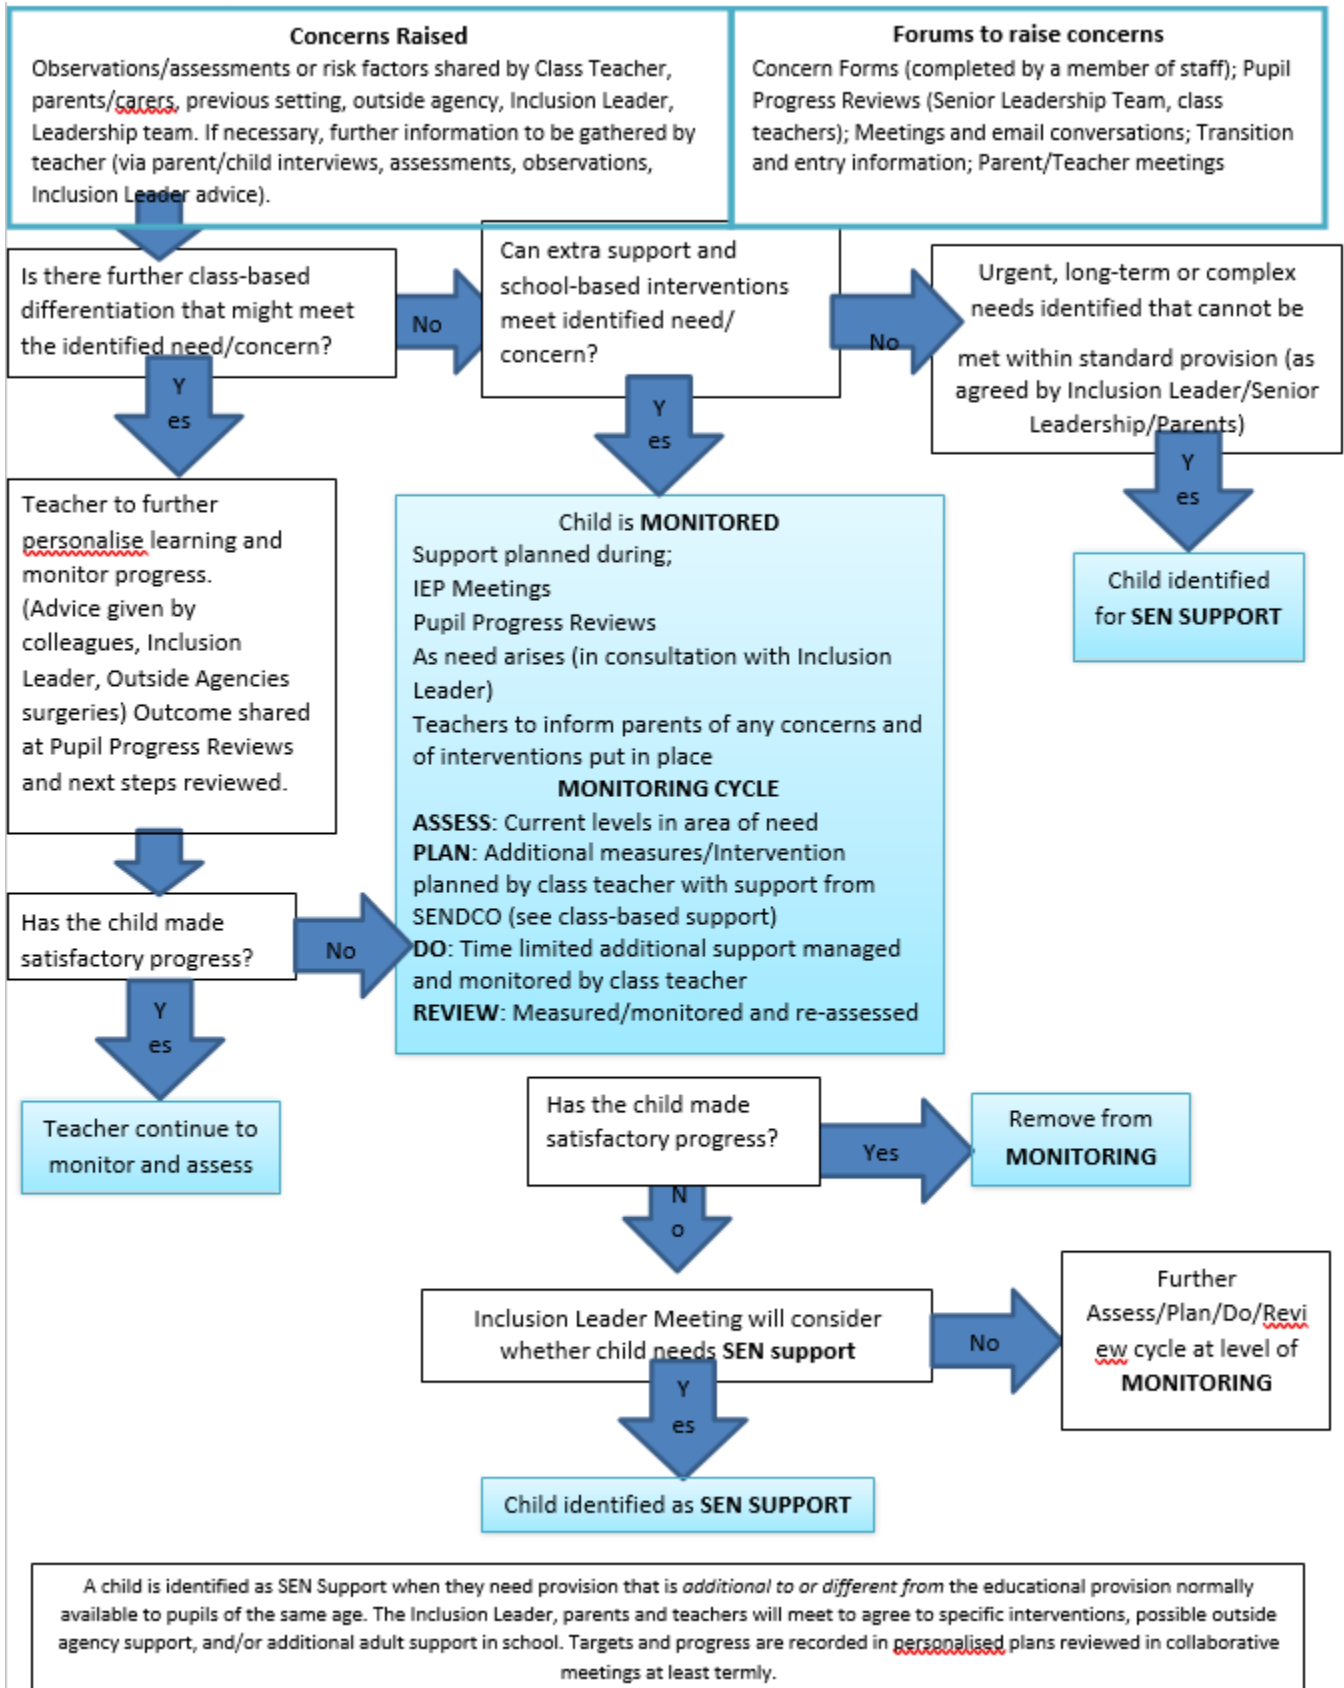 Concerns Raised
Observations/assessments or risk factors shared by Class Teacher,
parents/carers, previous setting, outside agency, Inclusion Leader,
Leadership team. If necessary, further information to be gathered by
teacher (via parent/child interviews, assessments, observations,
Inclusion Leader advice).
Forums to raise concerns
Concern Forms (completed by a member of staff); Pupil
Progress Reviews (Senior Leadership Team, class
teachers); Meetings and email conversations; Transition
and entry information; Parent/Teacher meetings
Is there further class-based
differentiation that might meet
the identified need/concern?
No
Can extra support and
school-based interventions
meet identified need/
concern?
No
Urgent, long-term or complex
needs identified that cannot be
met within standard provision (as
agreed by Inclusion Leader/Senior
Leadership/Parents)
Y
es
Y
es
Y
es
Child identified
for SEN SUPPORT
Teacher to further
personalise learning and
monitor progress.
(Advice given by
colleagues, Inclusion
Leader, Outside Agencies
surgeries) Outcome shared
at Pupil Progress Reviews
and next steps reviewed.
Child is MONITORED
Support planned during;
IEP Meetings
Pupil Progress Reviews
As need arises (in consultation with Inclusion
Leader)
Teachers to inform parents of any concerns and
of interventions put in place
MONITORING CYCLE
ASSESS: Current levels in area of need
PLAN: Additional measures/Intervention
planned by class teacher with support from
SENDCO (see class-based support)
DO: Time limited additional support managed
and monitored by class teacher
REVIEW: Measured/monitored and re-assessed
Has the child made
satisfactory progress?
No
Y
es
Teacher continue to
monitor and assess
Has the child made
satisfactory progress?
Yes
Remove from
MONITORING
N
o
Inclusion Leader Meeting will consider
whether child needs SEN support
No
Further
Assess/Plan/Do/Revi
ew cycle at level of
MONITORING
Y
es
Child identified as SEN SUPPORT
A child is identified as SEN Support when they need provision that is additional to or different from the educational provision normally
available to pupils of the same age. The Inclusion Leader, parents and teachers will meet to agree to specific interventions, possible outside
agency support, and/or additional adult support in school. Targets and progress are recorded in personalised plans reviewed in collaborative
meetings at least termly.